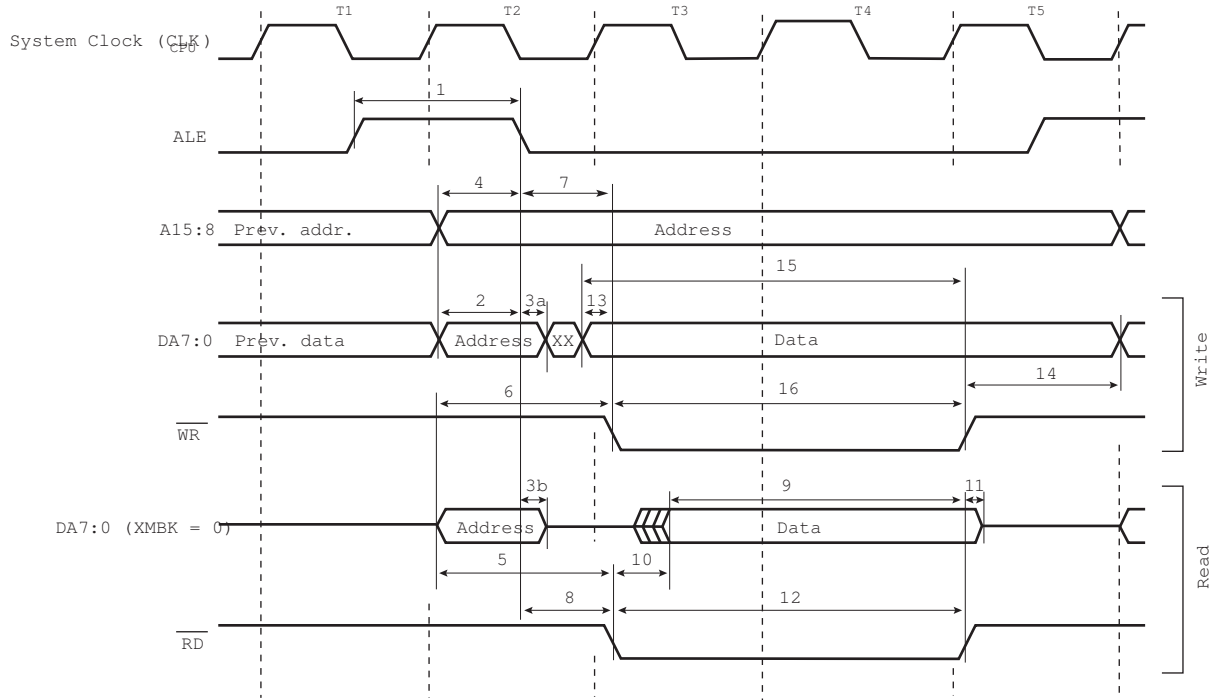 T1 T2 T3 T4 T5
System Clock (CLK CPU )
1
ALE
4 7
A15:8 Prev. addr. Address
15
2 3a 13
DA7:0 Prev. data Address XX Data
14
6 16
WR
Write
3b 9 11
DA7:0 (XMBK = 0) Address Data
5 10
8 12
RD
Read